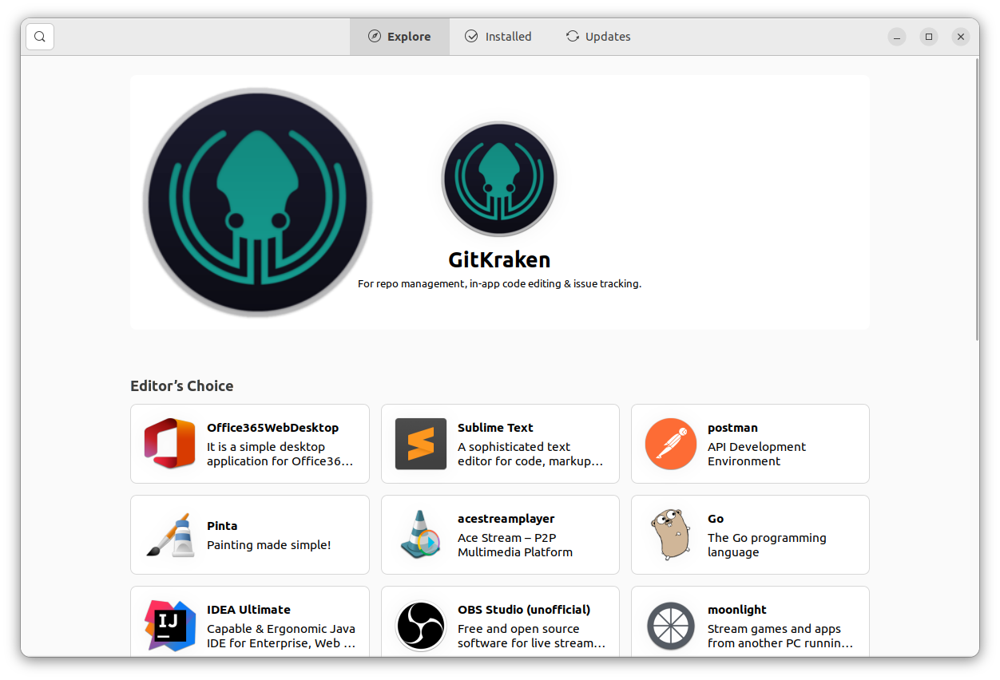 Explore
Installed
Updates
GitKraken
For repo management, in-app code editing & issue tracking.
Editor’s Choice
Office365WebDesktop
It is a simple desktop
application for Office36…
Sublime Text
A sophisticated text
editor for code, markup…
postman
API Development
Environment
Pinta
Painting made simple!
acestreamplayer
Ace Stream – P2P
Multimedia Platform
Go
The Go programming
language
IJ
IDEA Ultimate
Capable & Ergonomic Java
IDE for Enterprise, Web …
OBS Studio (unofficial)
Free and open source
software for live stream…
moonlight
Stream games and apps
from another PC runnin…